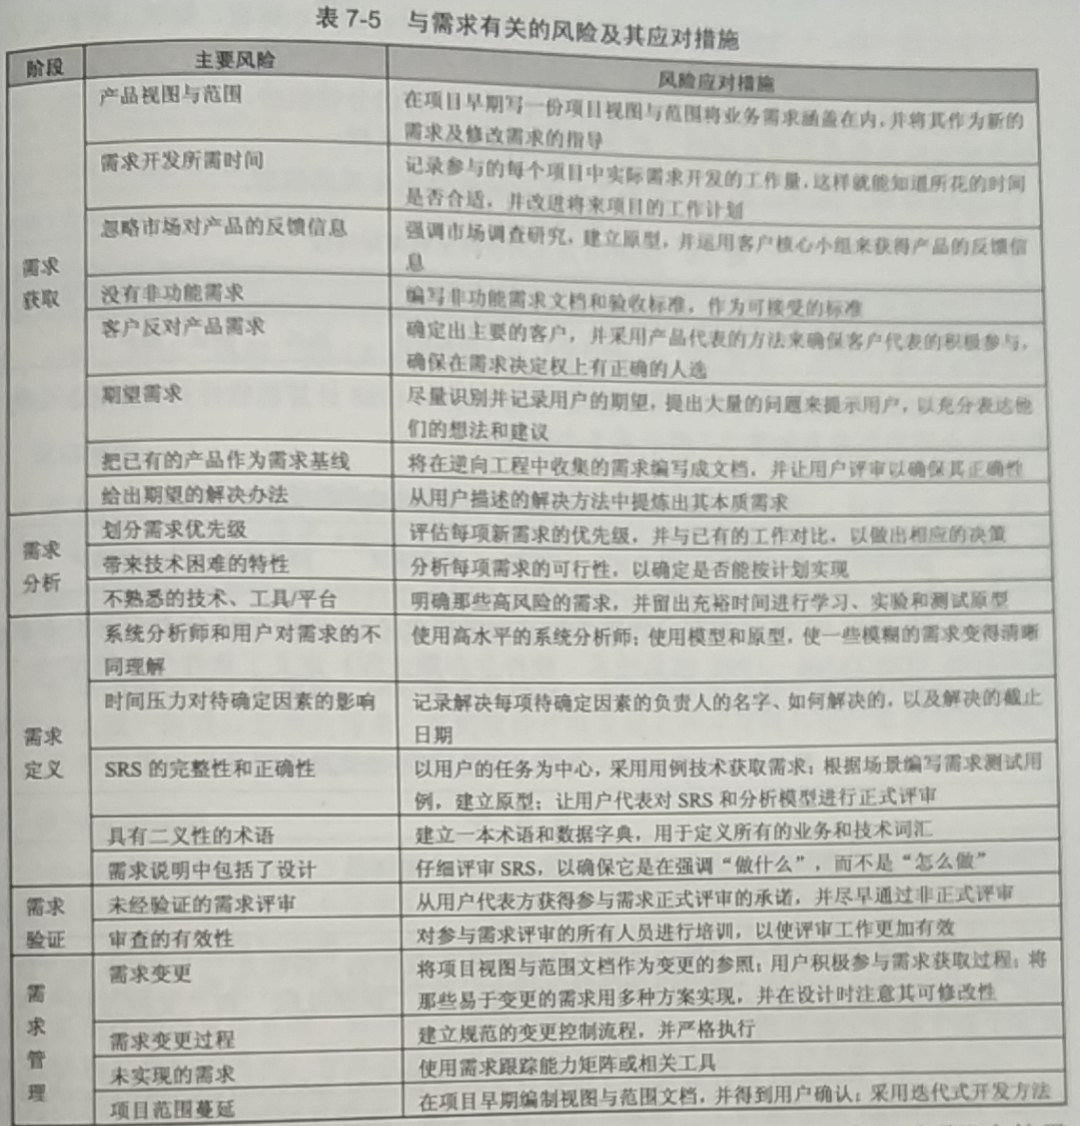 表 7-5 与需求有关的风险及其应对措施
阶段 主要风险 风险应对措施
需求
获取
产品视图与范围 在项目早期写一份项目视图与范围将业务需求涵盖在内，并将其作为新的
需求及修改需求的指导
需求开发所需时间 记录参与的每个项目中实际需求开发的工作量，这样就能知道所花的时间
是否合适，并改进将来项目的工作计划
忽略市场对产品的反馈信息 强调市场调查研究，建立原型，并运用客户核心小组来获得产品的反馈信
息
没有非功能需求 编写非功能需求文档和验收标准，作为可接受的标准
客户反对产品需求 确定出主要的客户，并采用产品代表的方法来确保客户代表的积极参与，
确保在需求决定权上有正确的人选
期望需求 尽量识别并记录用户的期望，提出大量的问题来提示用户，以充分表达他
们的想法和建议
把已有的产品作为需求基线 将在逆向工程中收集的需求编写成文档，并让用户评审以确保其正确性
给出期望的解决办法 从用户描述的解决方法中提炼出其本质需求
需求
分析
划分需求优先级 评估每项新需求的优先级，并与已有的工作对比，以做出相应的决策
带来技术困难的特性 分析每项需求的可行性，以确定是否能按计划实现
不熟悉的技术、工具/平台 明确那些高风险的需求，并留出充裕时间进行学习、实验和测试原型
需求
定义
系统分析师和用户对需求的不 使用高水平的系统分析师；使用模型和原型，使一些模糊的需求变得清晰
同理解
时间压力对待确定因素的影响 记录解决每项待确定因素的负责人的名字、如何解决的，以及解决的截止
日期
SRS 的完整性和正确性 以用户的任务为中心，采用用例技术获取需求；根据场景编写需求测试用
例，建立原型；让用户代表对 SRS 和分析模型进行正式评审
具有二义性的术语 建立一本术语和数据字典，用于定义所有的业务和技术词汇
需求说明中包括了设计 仔细评审 SRS，以确保它是在强调“做什么”，而不是“怎么做”
需求
验证
未经验证的需求评审 从用户代表方获得参与需求正式评审的承诺，并尽早通过非正式评审
审查的有效性 对参与需求评审的所有人员进行培训，以使评审工作更加有效
需
求
管
理
需求变更 将项目视图与范围文档作为变更的参照；用户积极参与需求获取过程；将
那些易于变更的需求用多种方案实现，并在设计时注意其可修改性
需求变更过程 建立规范的变更控制流程，并严格执行
未实现的需求 使用需求跟踪能力矩阵或相关工具
项目范围蔓延 在项目早期编制视图与范围文档，并得到用户确认；采用迭代式开发方法